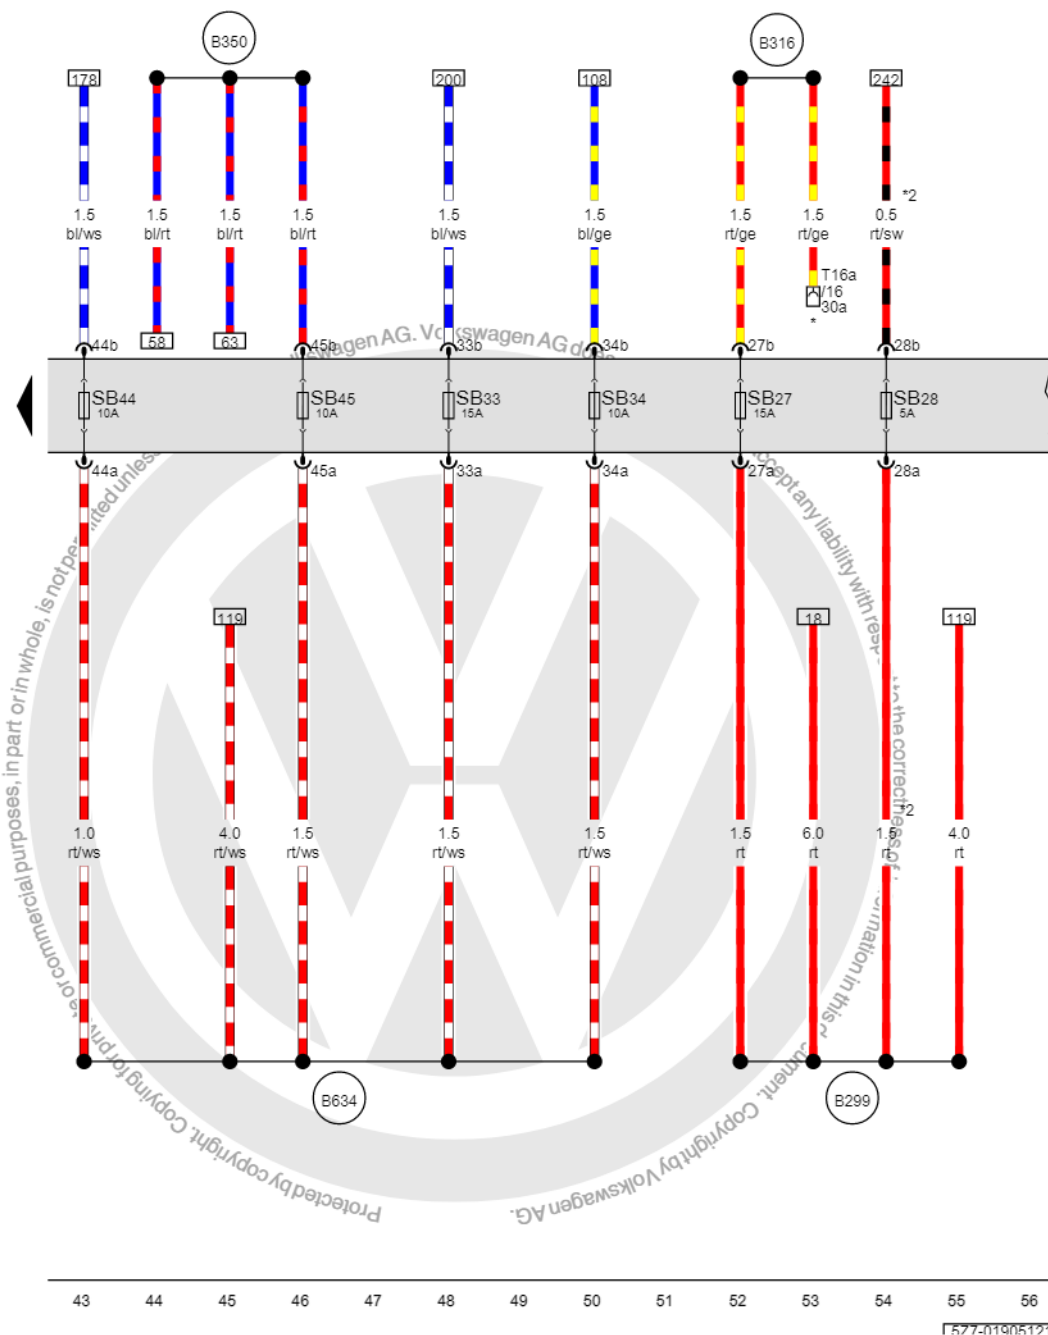 B350
B316
178
200
108
242
*2
1.5
1.5
1.5
1.5
1.5
1.5
1.5
1.5
0.5
bl/ws
bl/rt
bl/rt
bl/rt
bl/ws
bl/ge
rt/ge
rt/ge
rt/sw
T16a
/16
30a
*
58
63
44b
45b
33b
34b
27b
28b
SB44
10A
SB45
10A
SB33
15A
SB34
10A
SB27
15A
SB28
5A
44a
45a
33a
34a
27a
28a
119
18
119
*2
1.0
4.0
1.5
1.5
1.5
1.5
6.0
1.5
4.0
rt/ws
rt/ws
rt/ws
rt/ws
rt/ws
rt
rt
rt
rt
B634
B299
Protected by copyright. Copying for private or commercial purposes, in part or in whole, is not permitted unless
Volkswagen AG. Volkswagen AG does
accept any liability with respect to the correctness of information in this document. Copyright by Volkswagen AG.
43 44 45 46 47 48 49 50 51 52 53 54 55 56